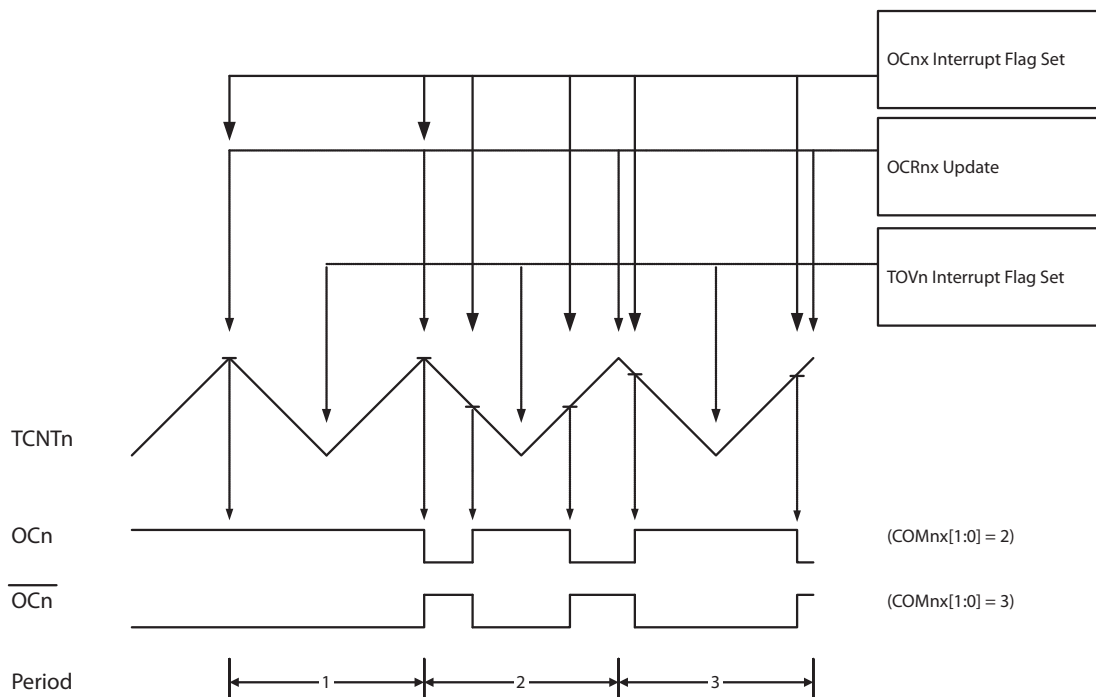 OCnx Interrupt Flag Set
OCRnx Update
TOVn Interrupt Flag Set
TCNTn
OCn
(COMnx[1:0] = 2)
OCn
(COMnx[1:0] = 3)
Period
1
2
3